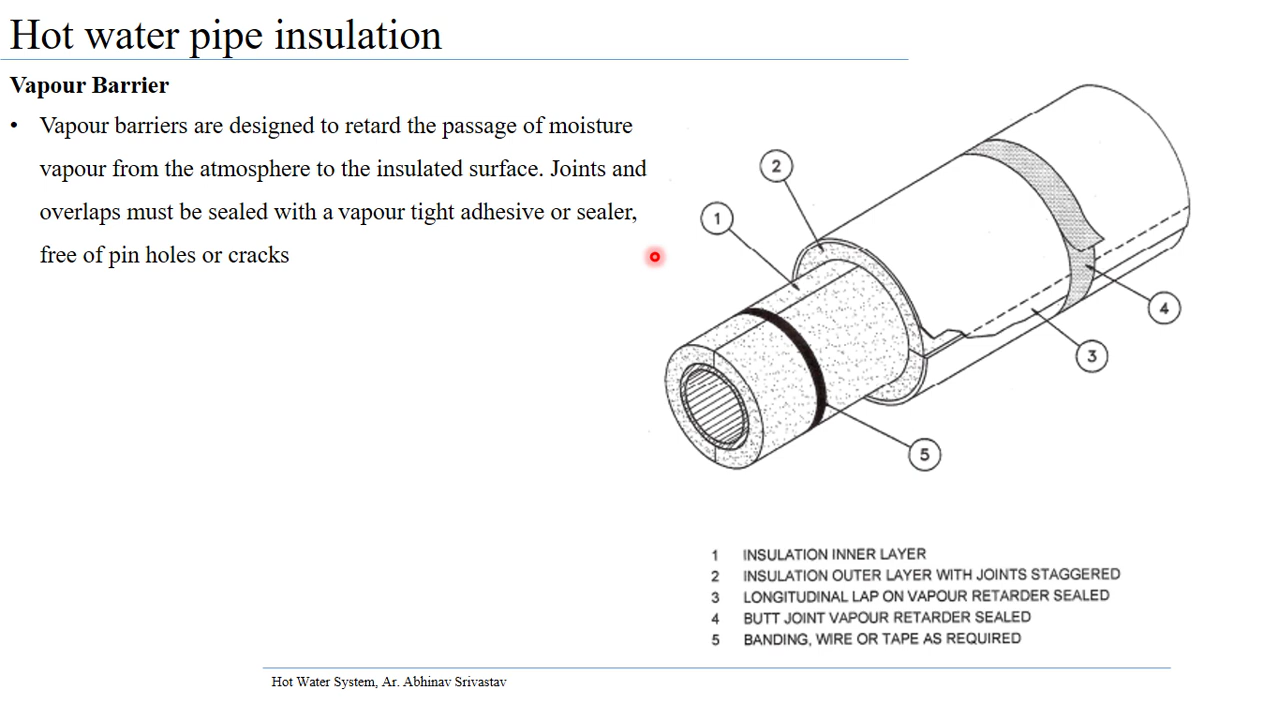 Hot water pipe insulation
Vapour Barrier
• Vapour barriers are designed to retard the passage of moisture
vapour from the atmosphere to the insulated surface. Joints and
overlaps must be sealed with a vapour tight adhesive or sealer,
free of pin holes or cracks
2
1
4
3
5
1 INSULATION INNER LAYER
2 INSULATION OUTER LAYER WITH JOINTS STAGGERED
3 LONGITUDINAL LAP ON VAPOUR RETARDER SEALED
4 BUTT JOINT VAPOUR RETARDER SEALED
5 BANDING, WIRE OR TAPE AS REQUIRED
Hot Water System, Ar. Abhinav Srivastav